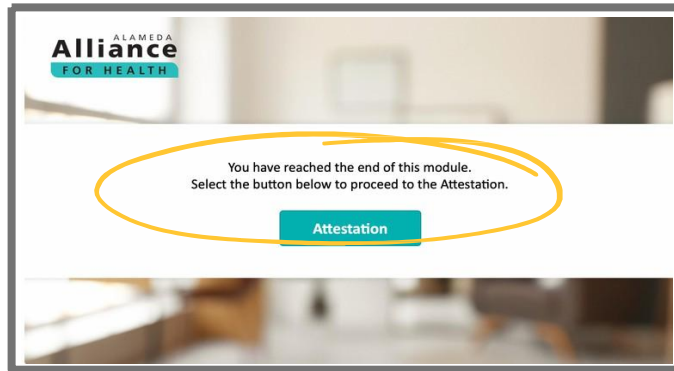 ALAMEDA
Alliance
FOR HEALTH
You have reached the end of this module.
Select the button below to proceed to the Attestation.
Attestation